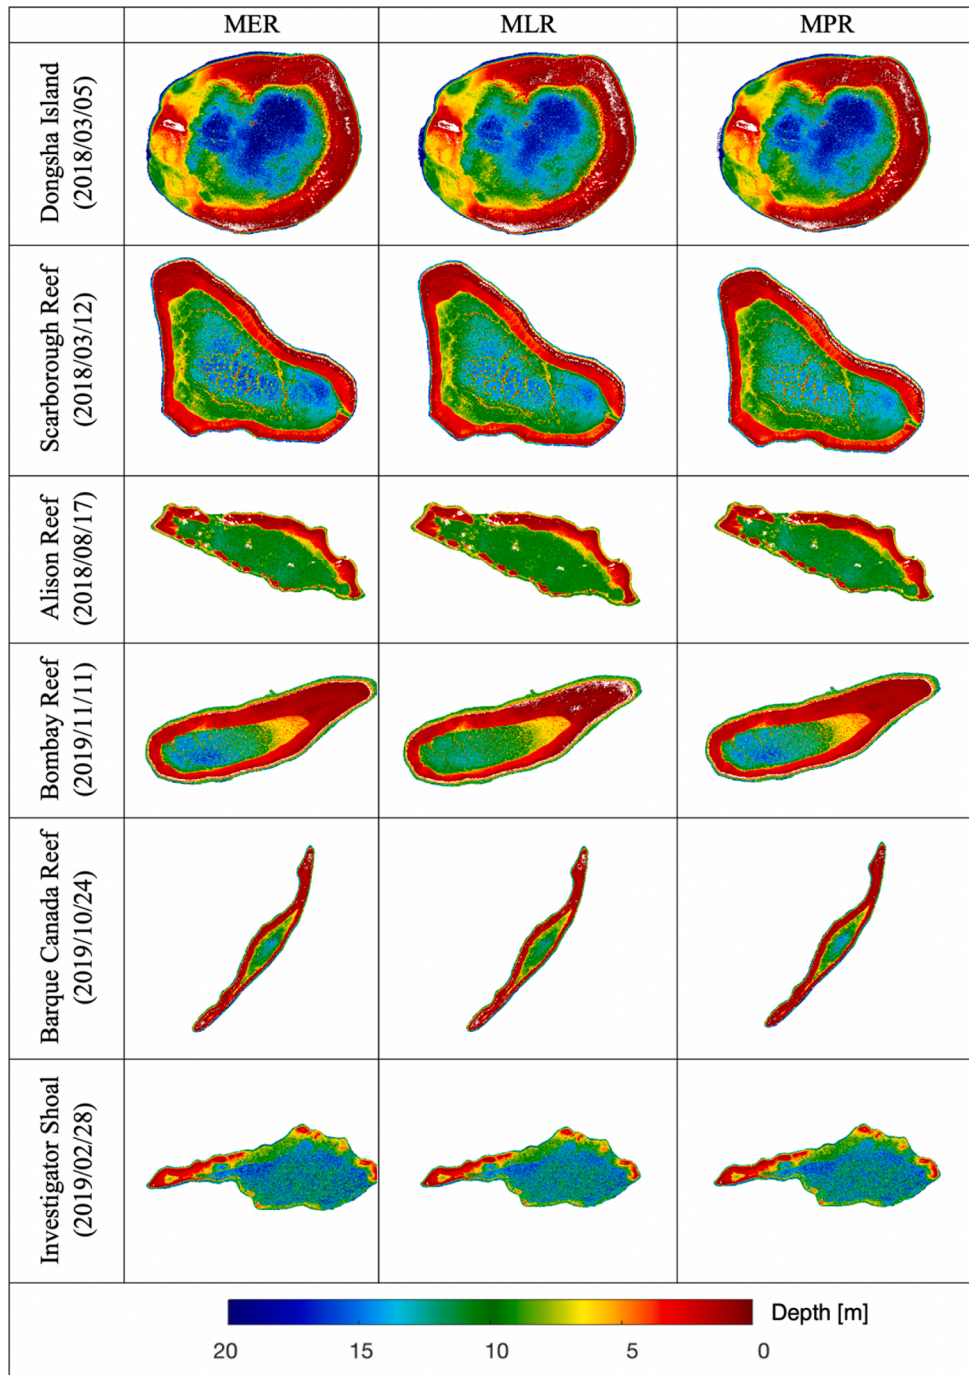 MER MLR MPR
Dongsha Island
(2018/03/05)
Scarborough Reef
(2018/03/12)
Alison Reef
(2018/08/17)
Bombay Reef
(2019/11/11)
Barque Canada Reef
(2019/10/24)
Investigator Shoal
(2019/02/28)
Depth [m]
20 15 10 5 0